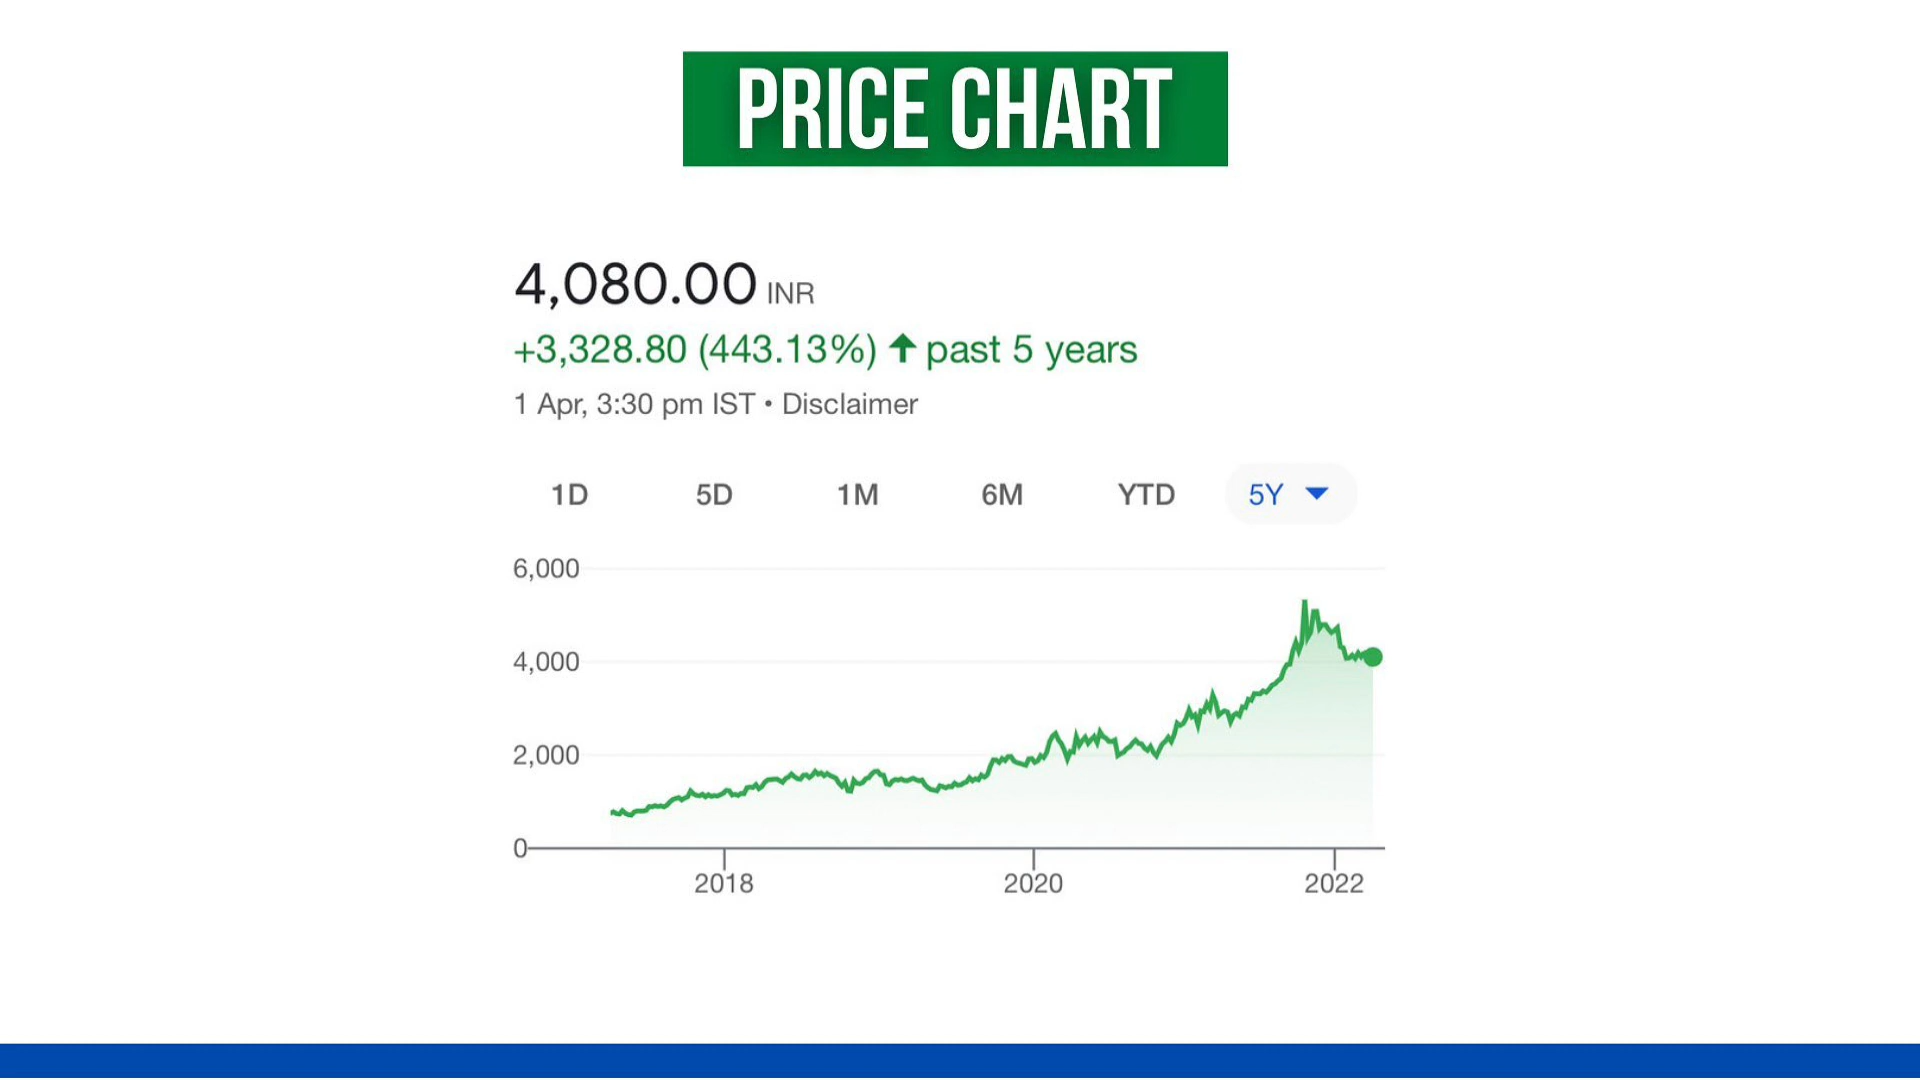 PRICE CHART
4,080.00 INR
+3,328.80 (443.13%) ↑ past 5 years
1 Apr, 3:30 pm IST • Disclaimer
1D 5D 1M 6M YTD 5Y
6,000
4,000
2,000
0
2018 2020 2022